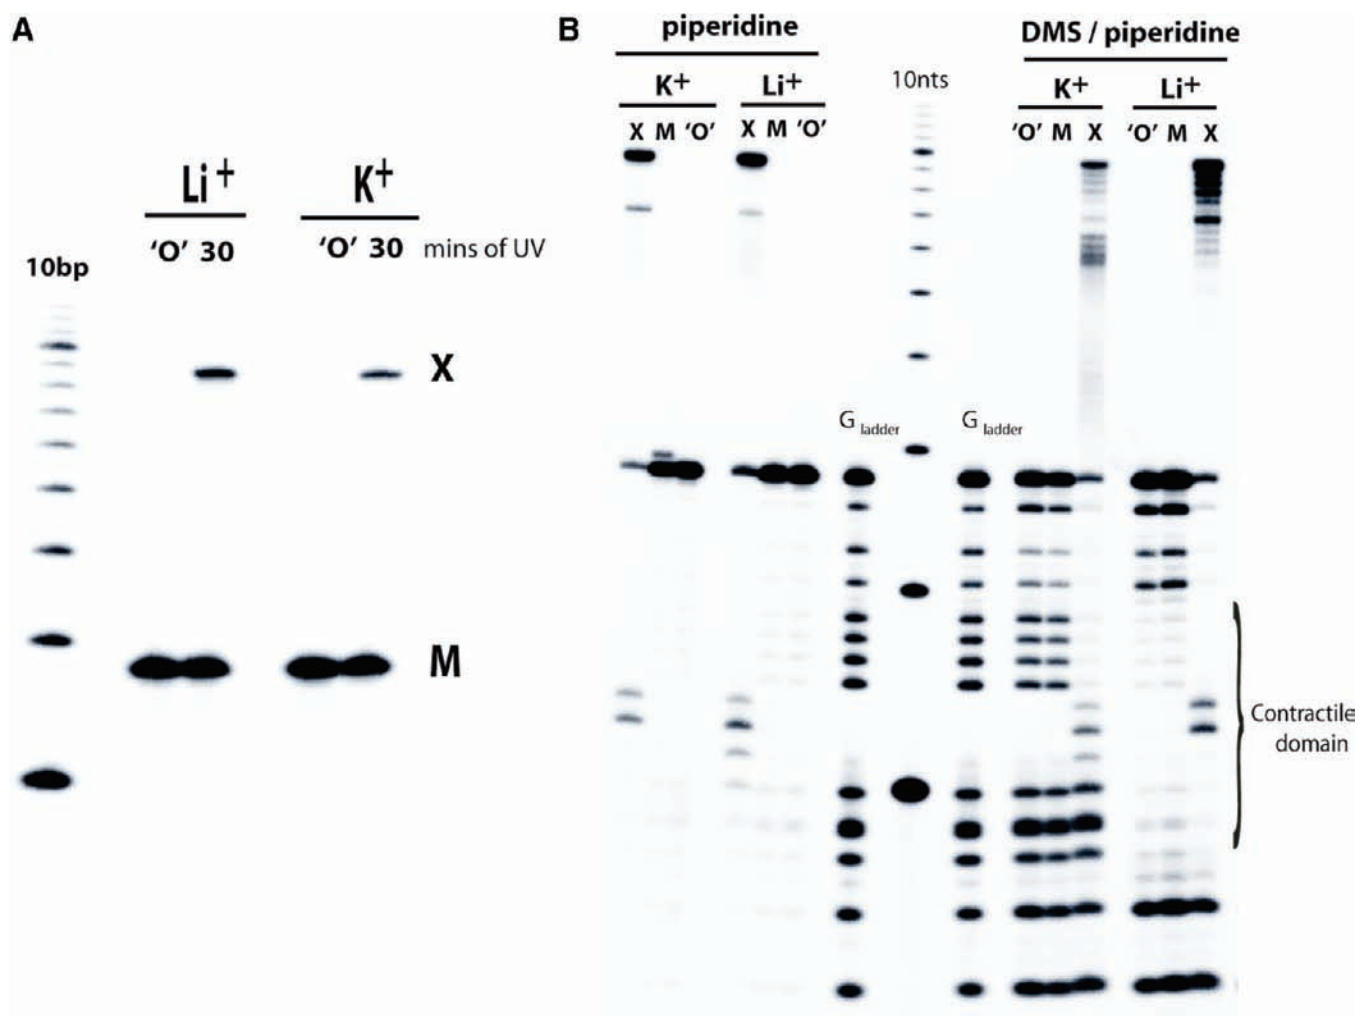 A
Li+ K+
'O' 30 'O' 30 mins of UV
10bp
X
M
B
piperidine DMS / piperidine
K+ Li+ 10nts K+ Li+
X M 'O' X M 'O' 'O' M X 'O' M X
G ladder G ladder
Contractile
domain